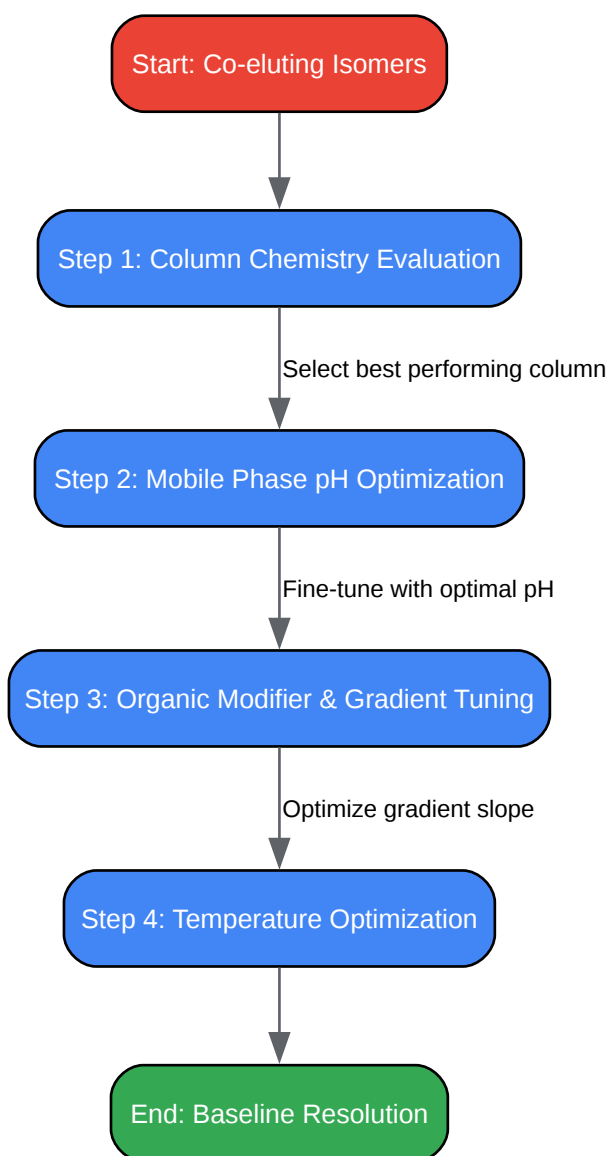 Start: Co-eluting Isomers
Step 1: Column Chemistry Evaluation
Select best performing column
Step 2: Mobile Phase pH Optimization
Fine-tune with optimal pH
Step 3: Organic Modifier & Gradient Tuning
Optimize gradient slope
Step 4: Temperature Optimization
End: Baseline Resolution